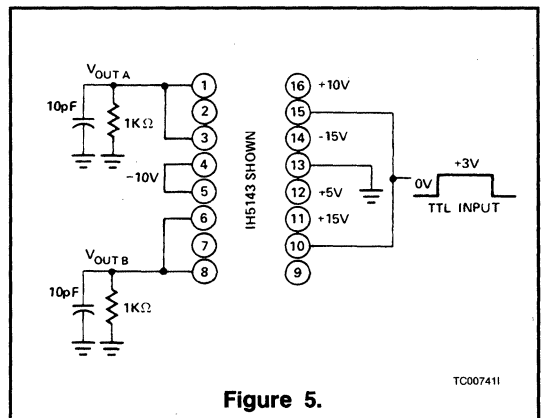 VOUT A
10pF
1KΩ
-10V
VOUT B
10pF
1KΩ
1
2
3
4
5
6
7
8
IH5143 SHOWN
16 +10V
15
14 -15V
13
12 +5V
11 +15V
10
9
0V
+3V
TTL INPUT
TC00741I
Figure 5.